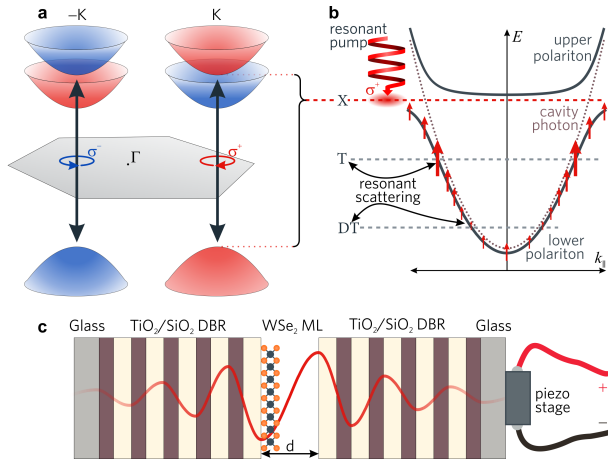 a
−K
K
σ⁻
.Γ
σ⁺
b
resonant
pump
E
upper
polariton
σ⁺
X
cavity
photon
T
resonant
scattering
DT
lower
polariton
k∥
c
Glass
TiO₂/SiO₂ DBR
WSe₂ ML
TiO₂/SiO₂ DBR
Glass
piezo
stage
+
−
d